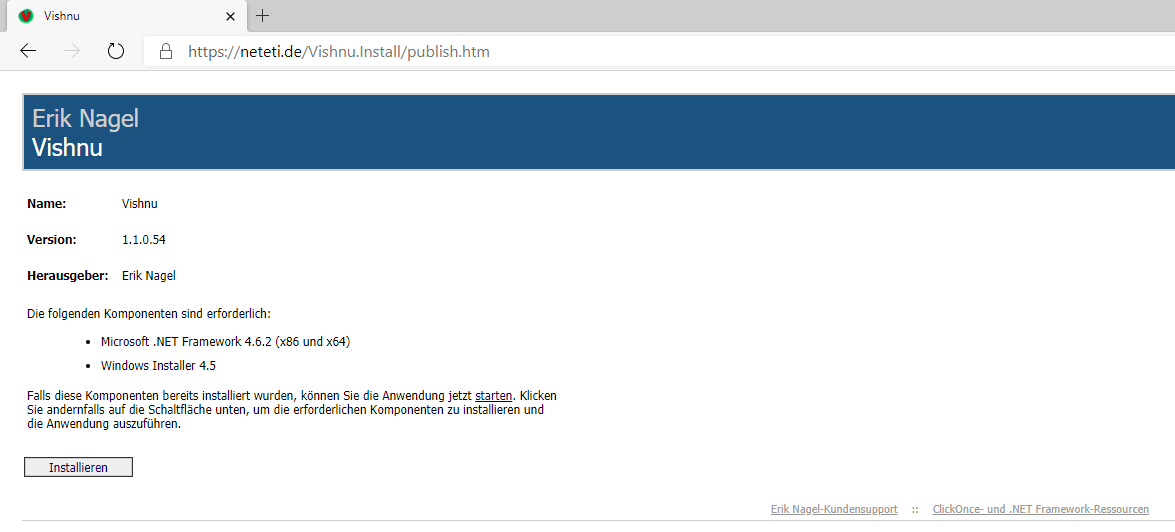 Vishnu
https://neteti.de/Vishnu.Install/publish.htm
Erik Nagel
Vishnu
Name: Vishnu
Version: 1.1.0.54
Herausgeber: Erik Nagel
Die folgenden Komponenten sind erforderlich:
• Microsoft .NET Framework 4.6.2 (x86 und x64)
• Windows Installer 4.5
Falls diese Komponenten bereits installiert wurden, können Sie die Anwendung jetzt starten. Klicken
Sie andernfalls auf die Schaltfläche unten, um die erforderlichen Komponenten zu installieren und
die Anwendung auszuführen.
Installieren
Erik Nagel-Kundensupport :: ClickOnce- und .NET Framework-Ressourcen